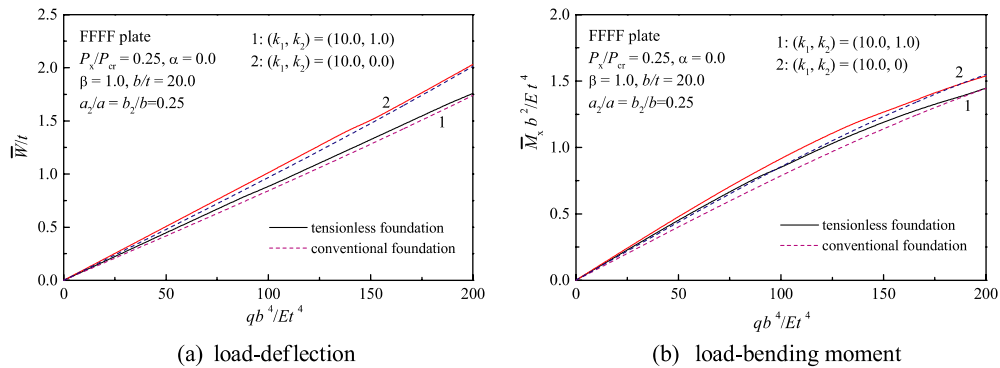 2.5
2.0
1.5
1.0
0.5
0.0
W̅/t
FFFF plate
Pₓ/P_cr = 0.25, α = 0.0
β = 1.0, b/t = 20.0
a₂/a = b₂/b=0.25
1: (k₁, k₂) = (10.0, 1.0)
2: (k₁, k₂) = (10.0, 0.0)
2
1
tensionless foundation
conventional foundation
0 50 100 150 200
qb⁴/Et⁴
(a) load-deflection
2.0
1.5
1.0
0.5
0.0
M̅ₓ b²/E t⁴
FFFF plate
Pₓ/P_cr = 0.25, α = 0.0
β = 1.0, b/t = 20.0
a₂/a = b₂/b=0.25
1: (k₁, k₂) = (10.0, 1.0)
2: (k₁, k₂) = (10.0, 0)
2
1
tensionless foundation
conventional foundation
0 50 100 150 200
qb⁴/Et⁴
(b) load-bending moment